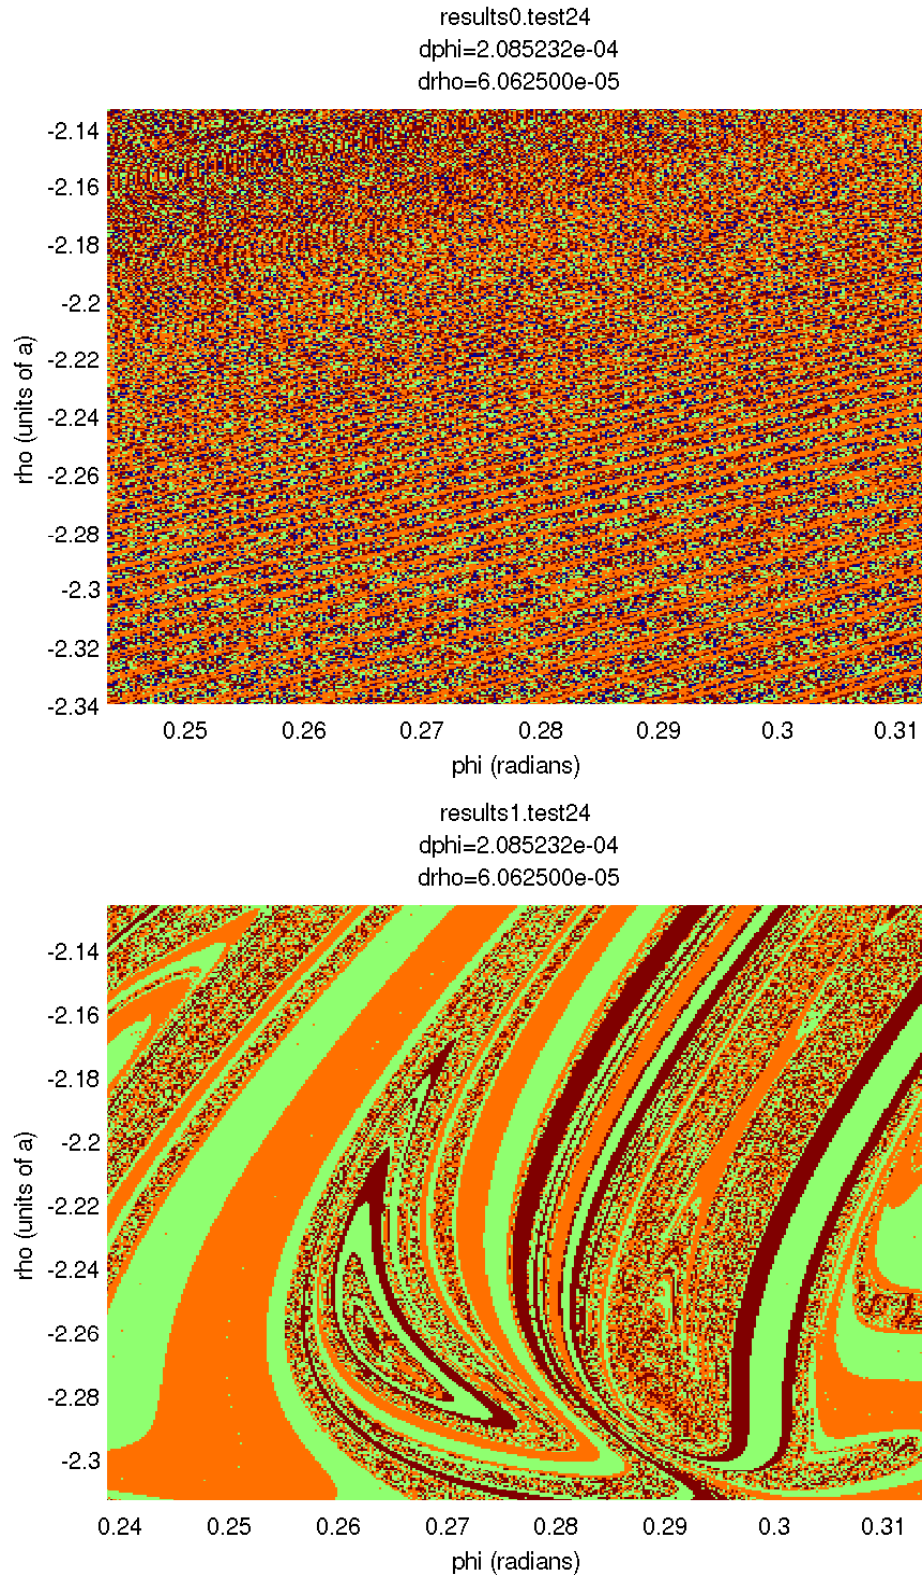 results0.test24
dphi=2.085232e-04
drho=6.062500e-05
-2.14
-2.16
-2.18
-2.2
-2.22
-2.24
-2.26
-2.28
-2.3
-2.32
-2.34
rho (units of a)
0.25 0.26 0.27 0.28 0.29 0.3 0.31
phi (radians)
results1.test24
dphi=2.085232e-04
drho=6.062500e-05
-2.14
-2.16
-2.18
-2.2
-2.22
-2.24
-2.26
-2.28
-2.3
rho (units of a)
0.24 0.25 0.26 0.27 0.28 0.29 0.3 0.31
phi (radians)